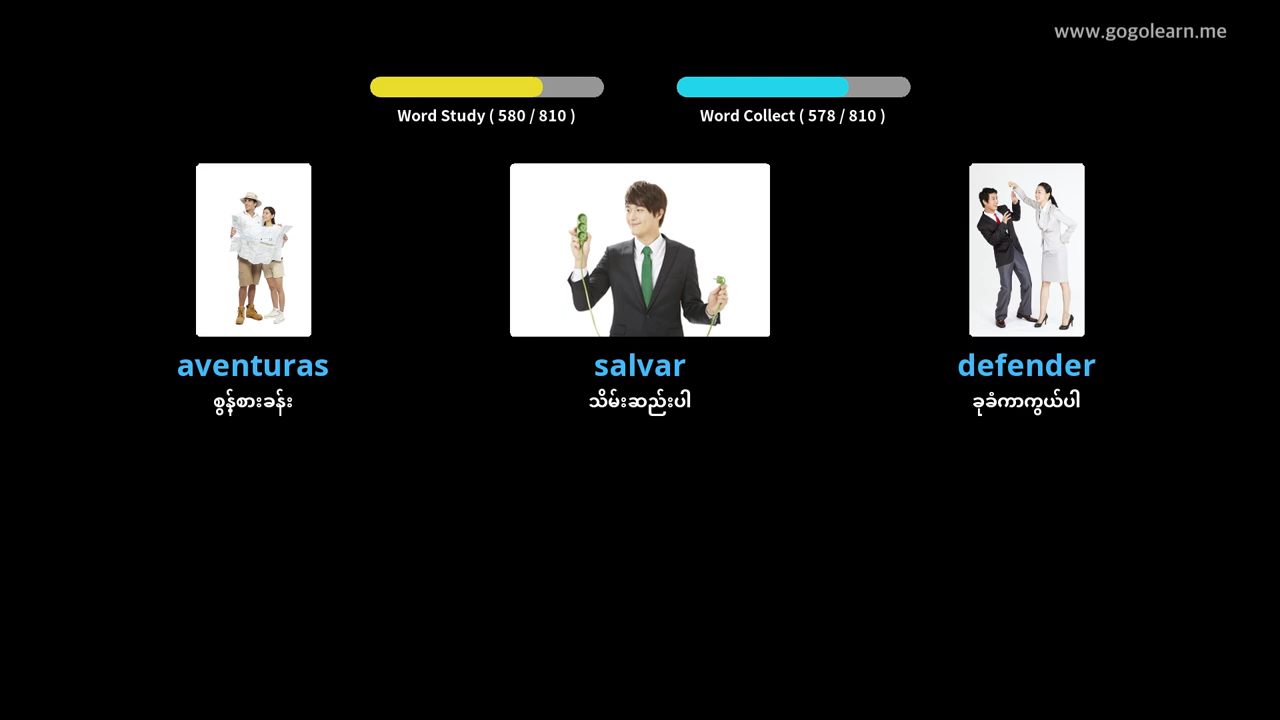 www.gogolearn.me
Word Study ( 580 / 810 )
Word Collect ( 578 / 810 )
aventuras
salvar
defender
စွန့်စားခန်း
သိမ်းဆည်းပါ
ခုခံကာကွယ်ပါ